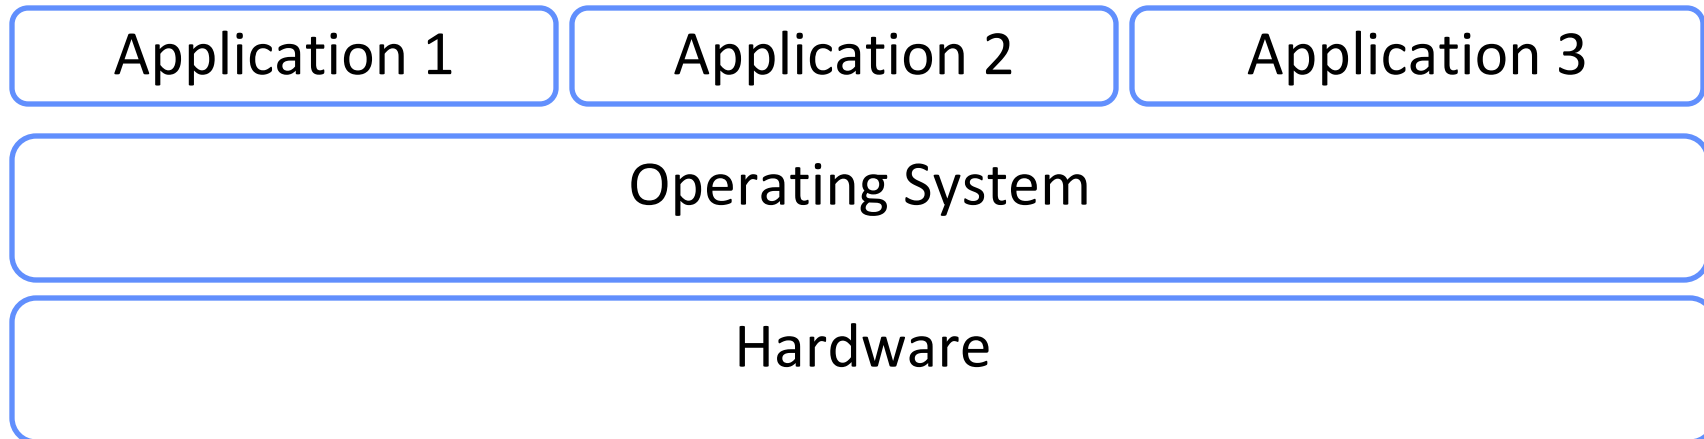 Application 1
Application 2
Application 3
Operating System
Hardware